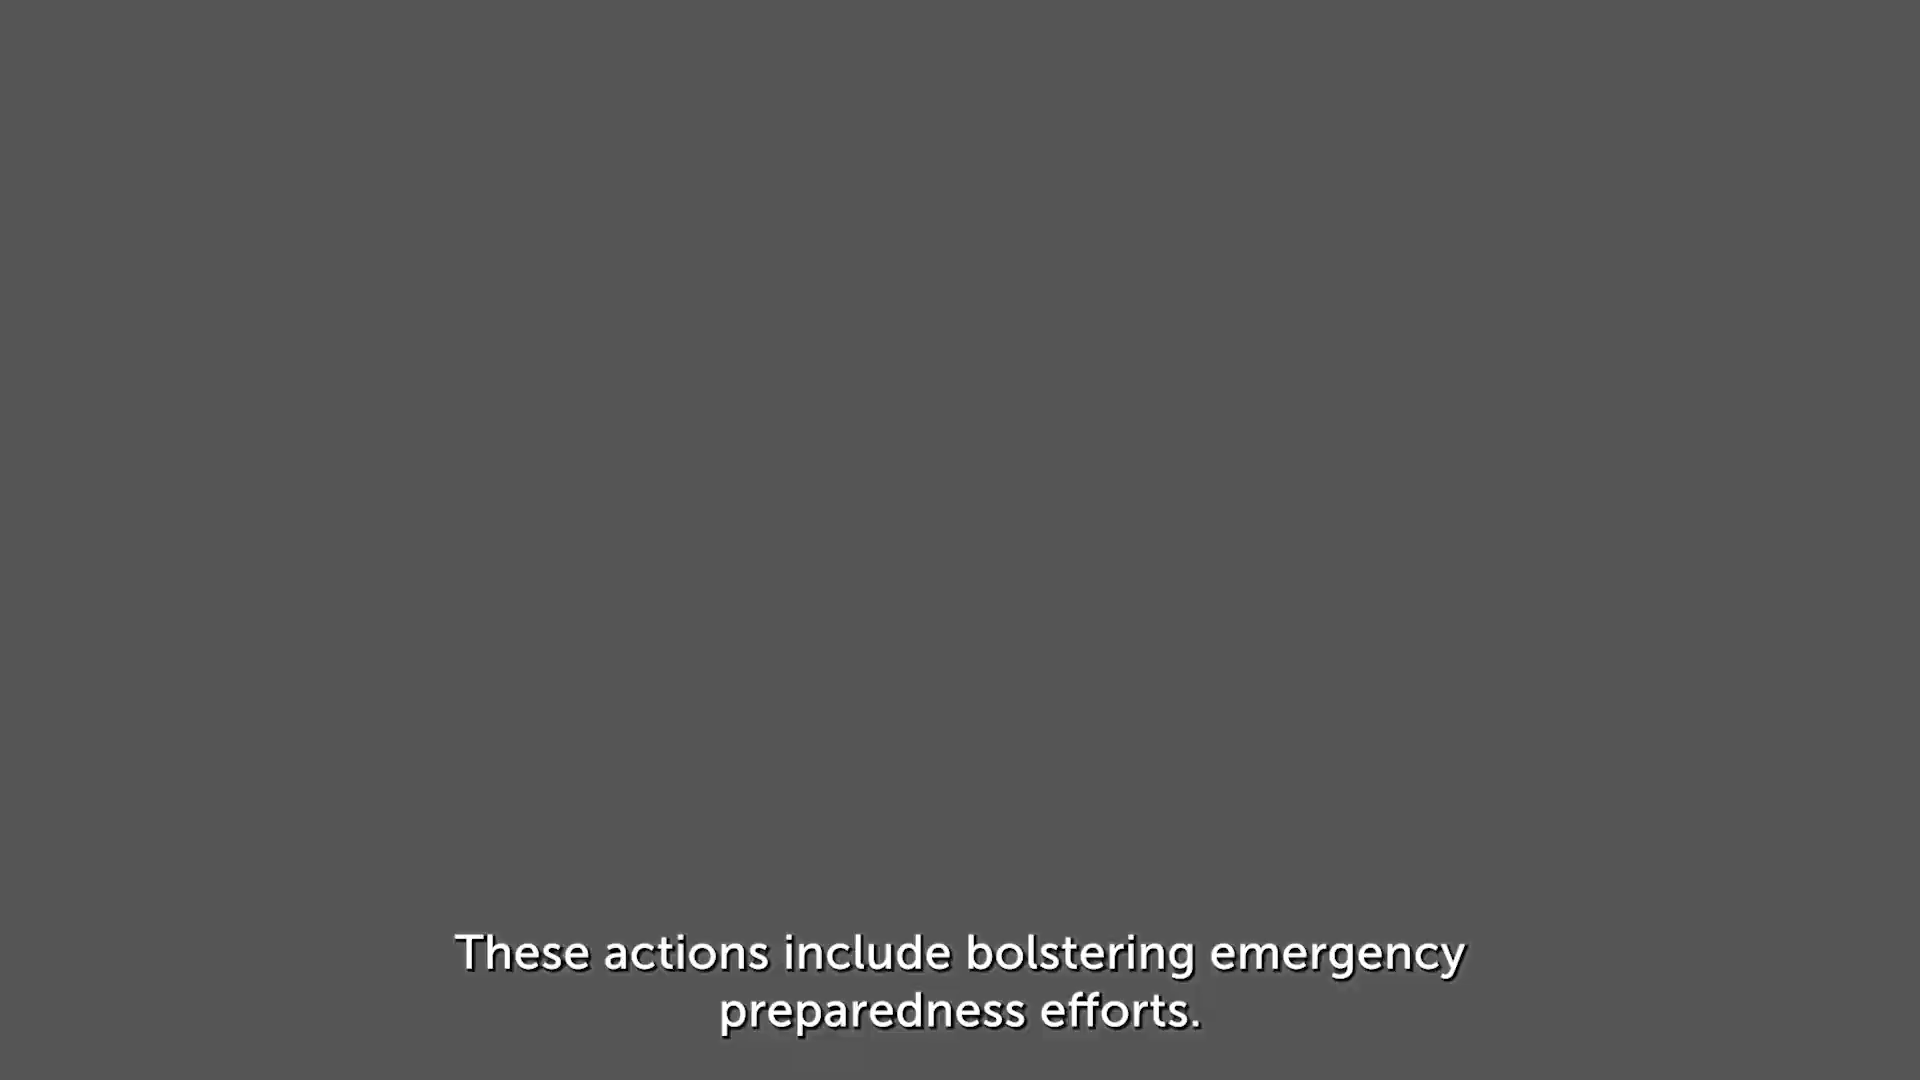 These actions include bolstering emergency
preparedness efforts.